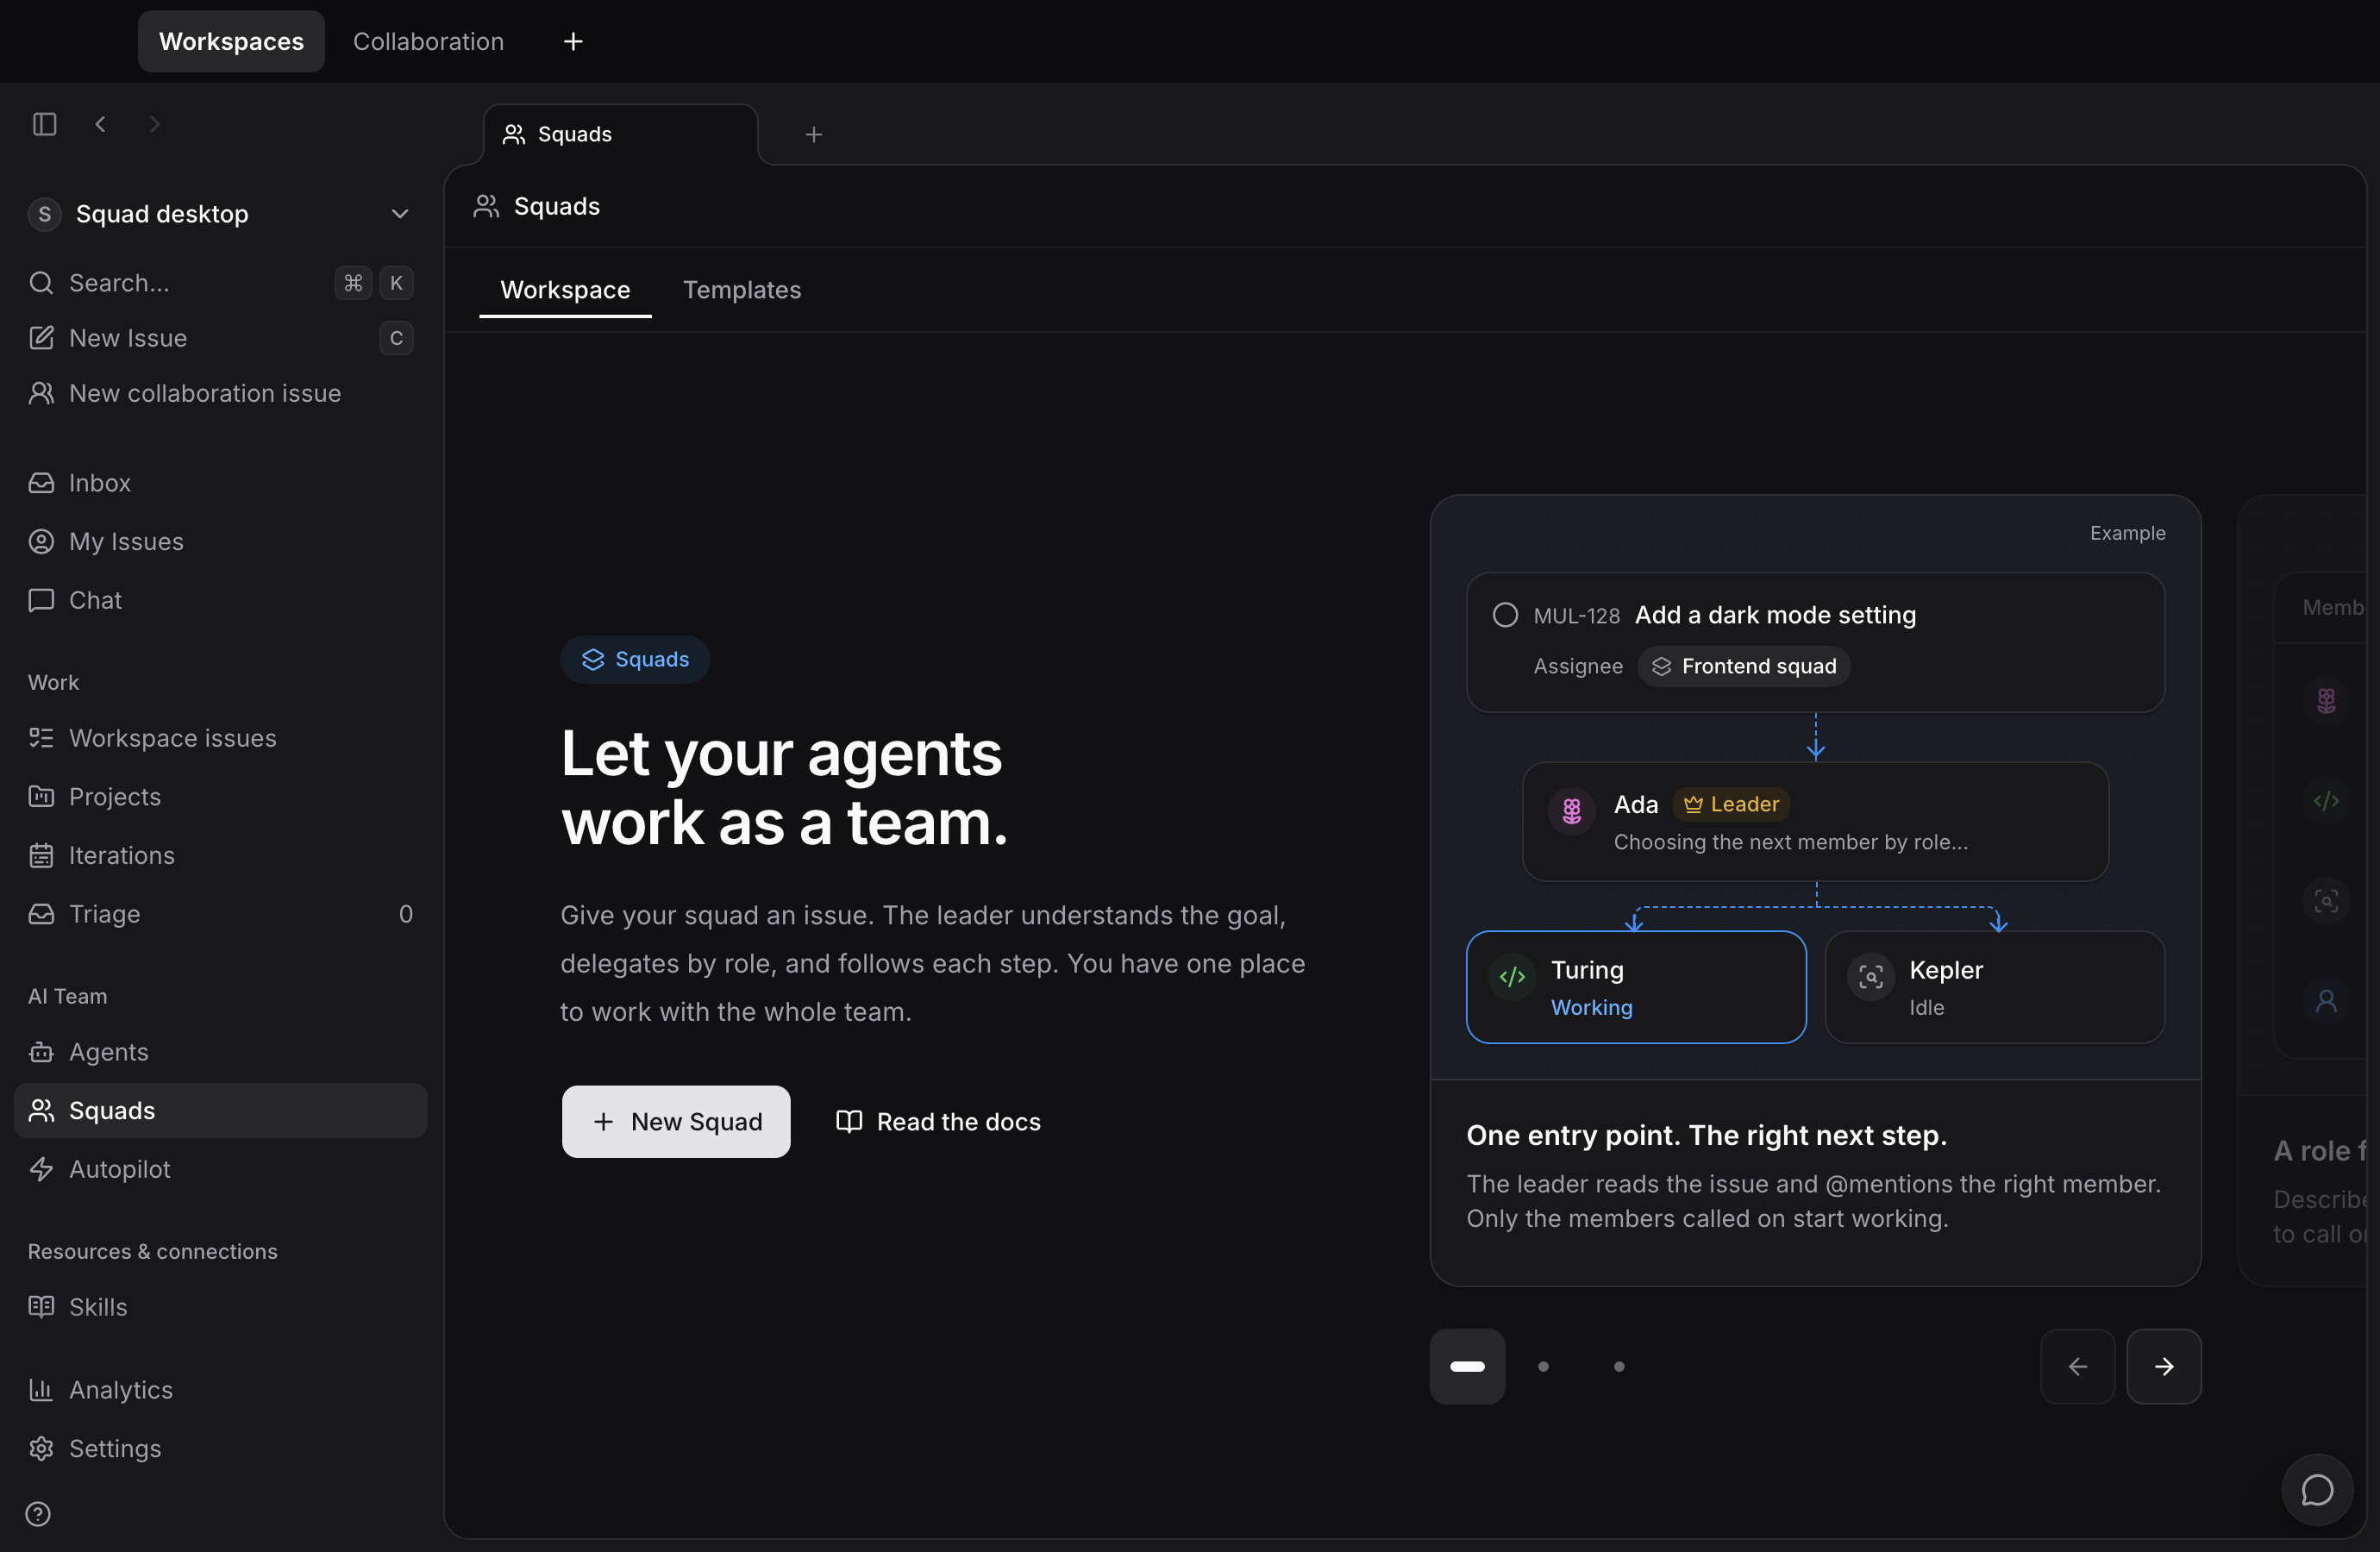 Workspaces
Collaboration
Squads
S
Squad desktop
Search...
⌘ K
New Issue
C
New collaboration issue
Inbox
My Issues
Chat
Work
Workspace issues
Projects
Iterations
Triage
0
AI Team
Agents
Squads
Autopilot
Resources & connections
Skills
Analytics
Settings
Squads
Workspace
Templates
Squads
Let your agents
work as a team.
Give your squad an issue. The leader understands the goal,
delegates by role, and follows each step. You have one place
to work with the whole team.
New Squad
Read the docs
Example
MUL-128 Add a dark mode setting
Assignee Frontend squad
Ada Leader
Choosing the next member by role...
Turing
Working
Kepler
Idle
One entry point. The right next step.
The leader reads the issue and @mentions the right member.
Only the members called on start working.
Memb
A role f
Describe
to call